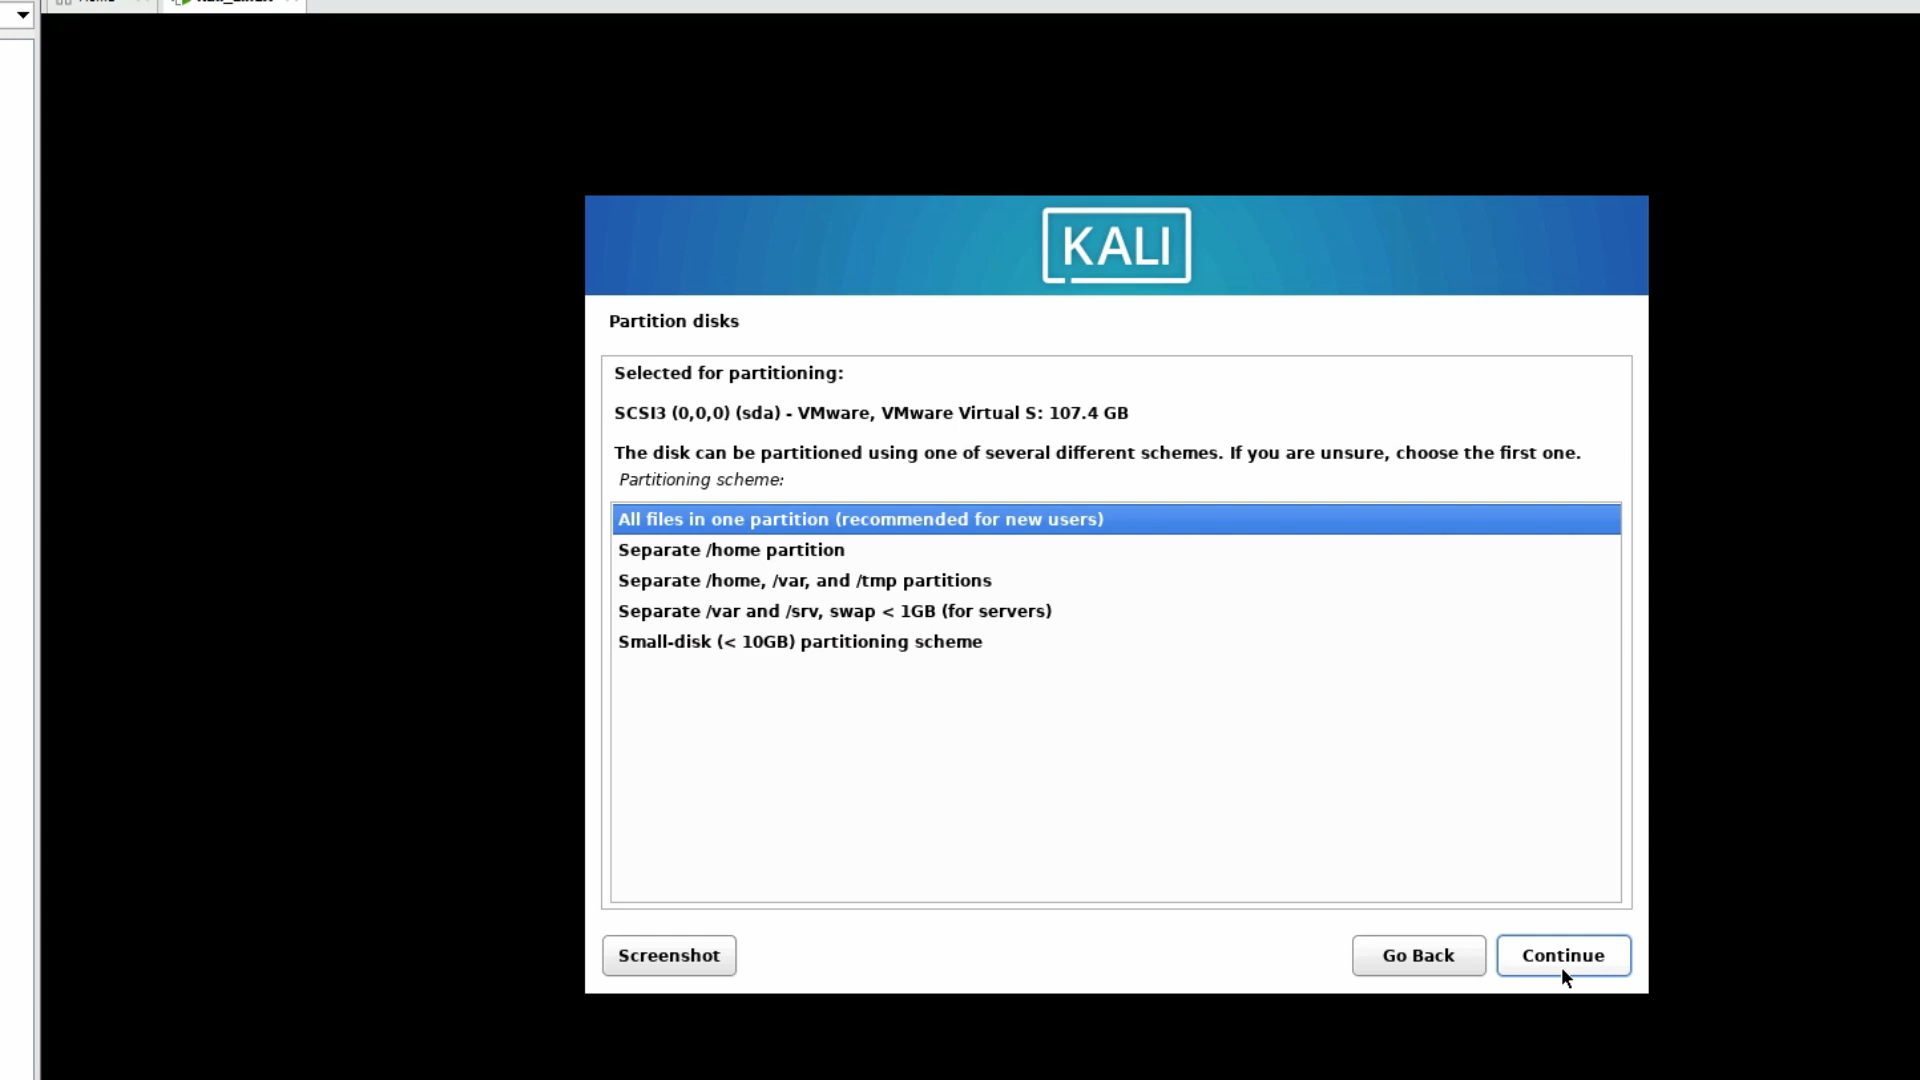 KALI
Partition disks
Selected for partitioning:
SCSI3 (0,0,0) (sda) - VMware, VMware Virtual S: 107.4 GB
The disk can be partitioned using one of several different schemes. If you are unsure, choose the first one.
Partitioning scheme:
All files in one partition (recommended for new users)
Separate /home partition
Separate /home, /var, and /tmp partitions
Separate /var and /srv, swap < 1GB (for servers)
Small-disk (< 10GB) partitioning scheme
Screenshot
Go Back
Continue